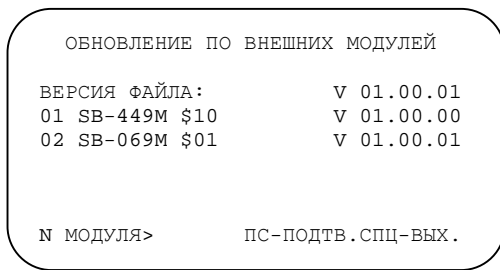 ОБНОВЛЕНИЕ ПО ВНЕШНИХ МОДУЛЕЙ
ВЕРСИЯ ФАЙЛА: V 01.00.01
01 SB-449M $10 V 01.00.00
02 SB-069M $01 V 01.00.01
N МОДУЛЯ> ПС-ПОДТВ.СПЦ-ВЫХ.